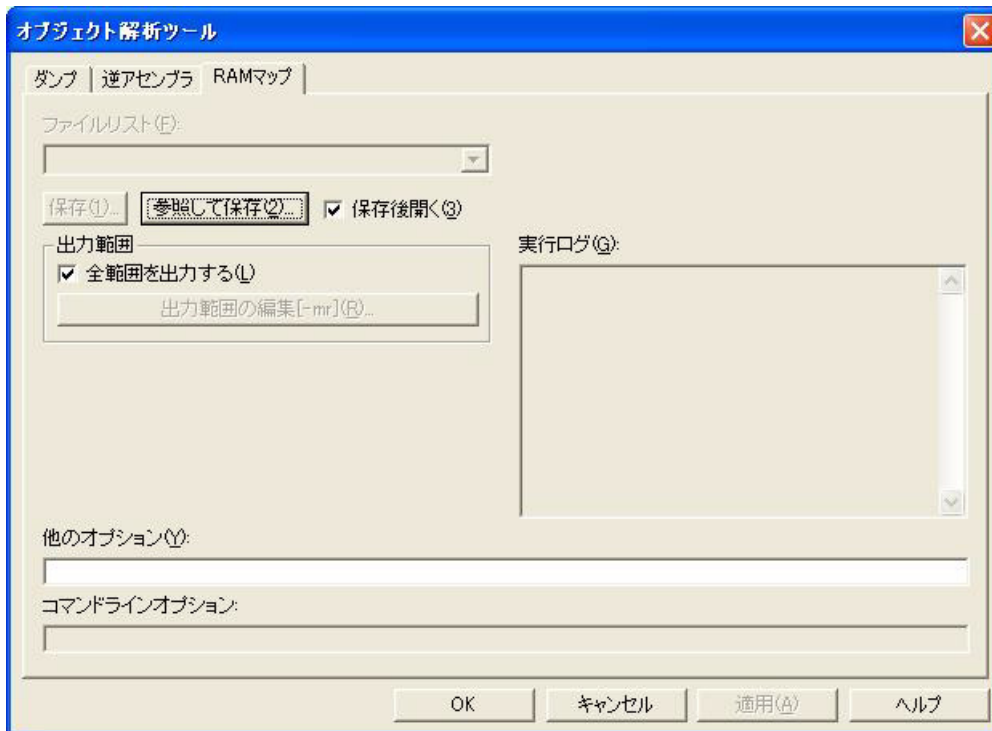 オブジェクト解析ツール
ダンプ 逆アセンブラ RAMマップ
ファイルリスト(F):
保存(1)... 参照して保存(2)... 保存後開く(3)
出力範囲
全範囲を出力する(L)
出力範囲の編集[-mr](R)...
実行ログ(G):
他のオプション(Y):
コマンドラインオプション:
OK キャンセル 適用(A) ヘルプ